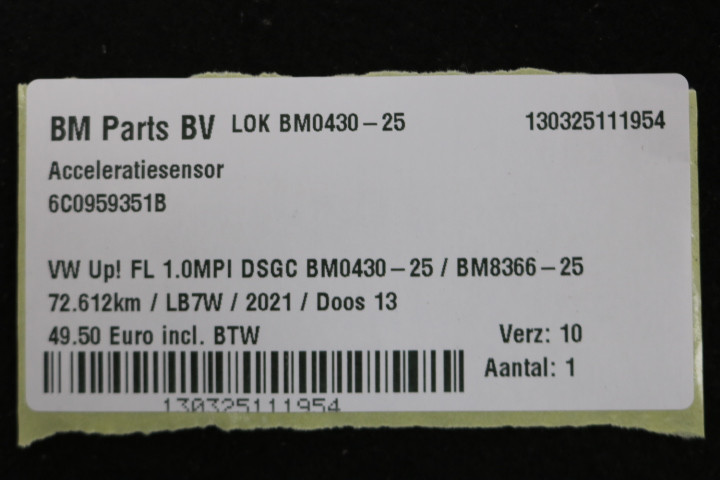 BM Parts BV LOK BM0430-25 130325111954
Acceleratiesensor
6C0959351B
VW Up! FL 1.0MPI DSGC BM0430-25 / BM8366-25
72.612km / LB7W / 2021 / Doos 13
49.50 Euro incl. BTW Verz: 10
Aantal: 1
130325111954